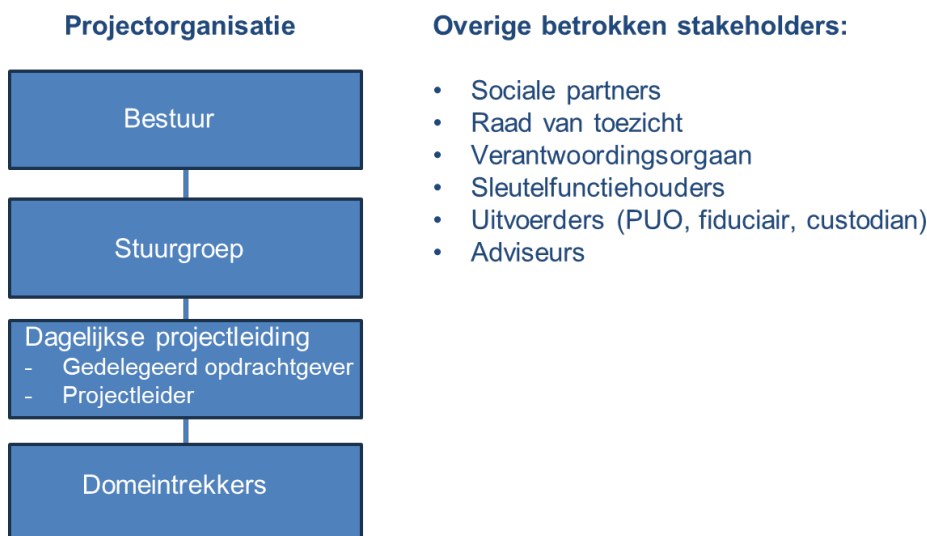 Projectorganisatie
Bestuur
Stuurgroep
Dagelijkse projectleiding
- Gedelegeerd opdrachtgever
- Projectleider
Domeintrekkers
Overige betrokken stakeholders:
• Sociale partners
• Raad van toezicht
• Verantwoordingsorgaan
• Sleutelfunctiehouders
• Uitvoerders (PUO, fiduciair, custodian)
• Adviseurs